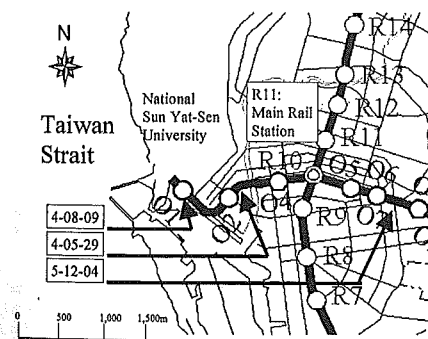 R14
N
R13
National
Sun Yat-Sen
University
R11:
Main Rail
Station
R12
Taiwan
Strait
R11
R10
O5
O6
O1
O2
O4
R9
O7
4-08-09
4-05-29
5-12-04
R8
R7
0 500 1,000 1,500m